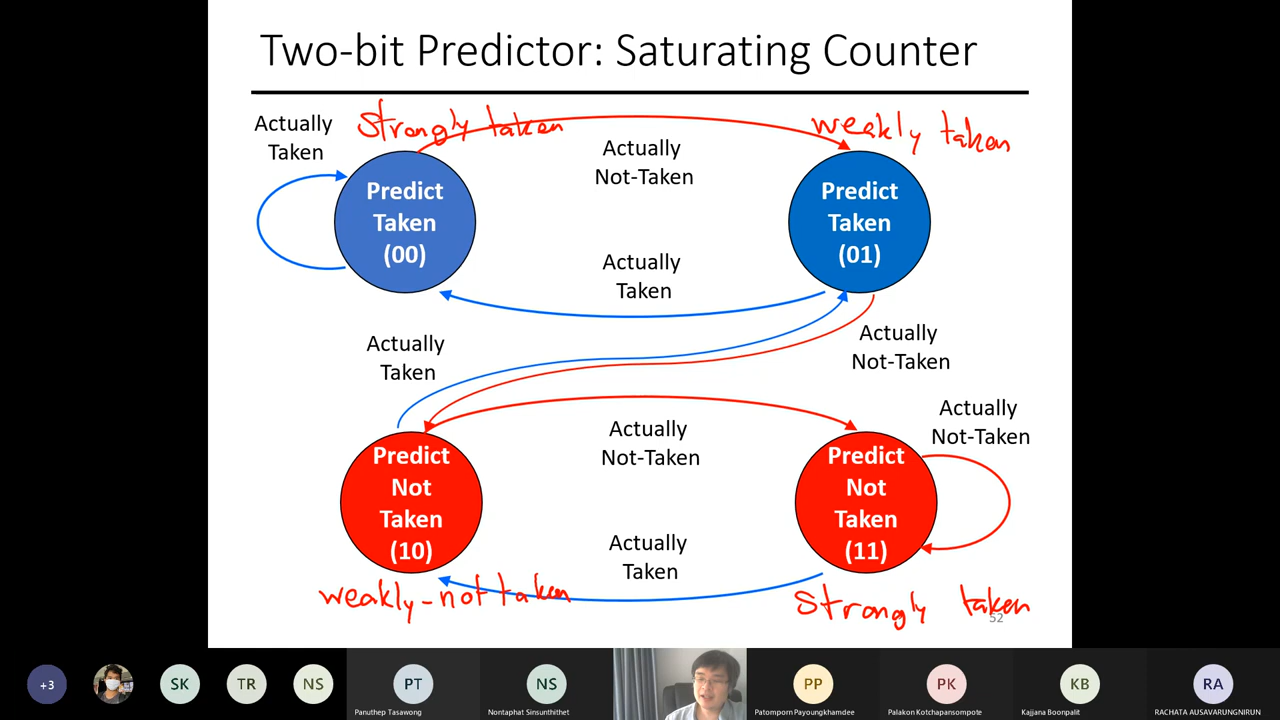 Two-bit Predictor: Saturating Counter
Actually
Taken
Strongly taken
weakly taken
Actually
Not-Taken
Predict
Taken
(00)
Predict
Taken
(01)
Actually
Taken
Actually
Taken
Actually
Not-Taken
Actually
Not-Taken
Actually
Not-Taken
Predict
Not
Taken
(10)
Predict
Not
Taken
(11)
Actually
Taken
weakly-not taken
Strongly taken
52
+3
SK
TR
NS
PT
Panuthep Tasawong
NS
Nontaphat Sinsunthithet
PP
Patomporn Payoungkhamdee
PK
Palakon Kotchapansompote
KB
Kajjana Boonpalit
RA
RACHATA AUSAVARUNGNIRUN